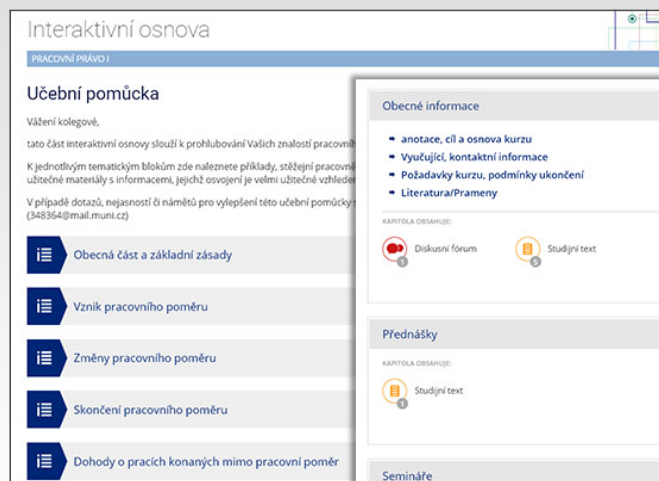 Interaktivní osnova
PRACOVNÍ PRÁVO I
Učební pomůcka
Vážení kolegové,
tato část interaktivní osnovy slouží k prohlubování Vašich znalostí
K jednotlivým tematickým blokům zde naleznete příklady, stěžejní
užitečné materiály s informacemi, jejichž osvojení je velmi užitečné
V případě dotazů, nejasností či námětů pro vylepšení této učební pomůcky
(348364@mail.muni.cz)
Obecná část a základní zásady
Vznik pracovního poměru
Změny pracovního poměru
Skončení pracovního poměru
Dohody o pracích konaných mimo pracovní poměr
Obecné informace
anotace, cíl a osnova kurzu
Vyučující, kontaktní informace
Požadavky kurzu, podmínky ukončení
Literatura/Prameny
KAPITOLA OBSAHUJE:
Diskusní fórum
1
Studijní text
5
Přednášky
KAPITOLA OBSAHUJE:
Studijní text
1
Semináře